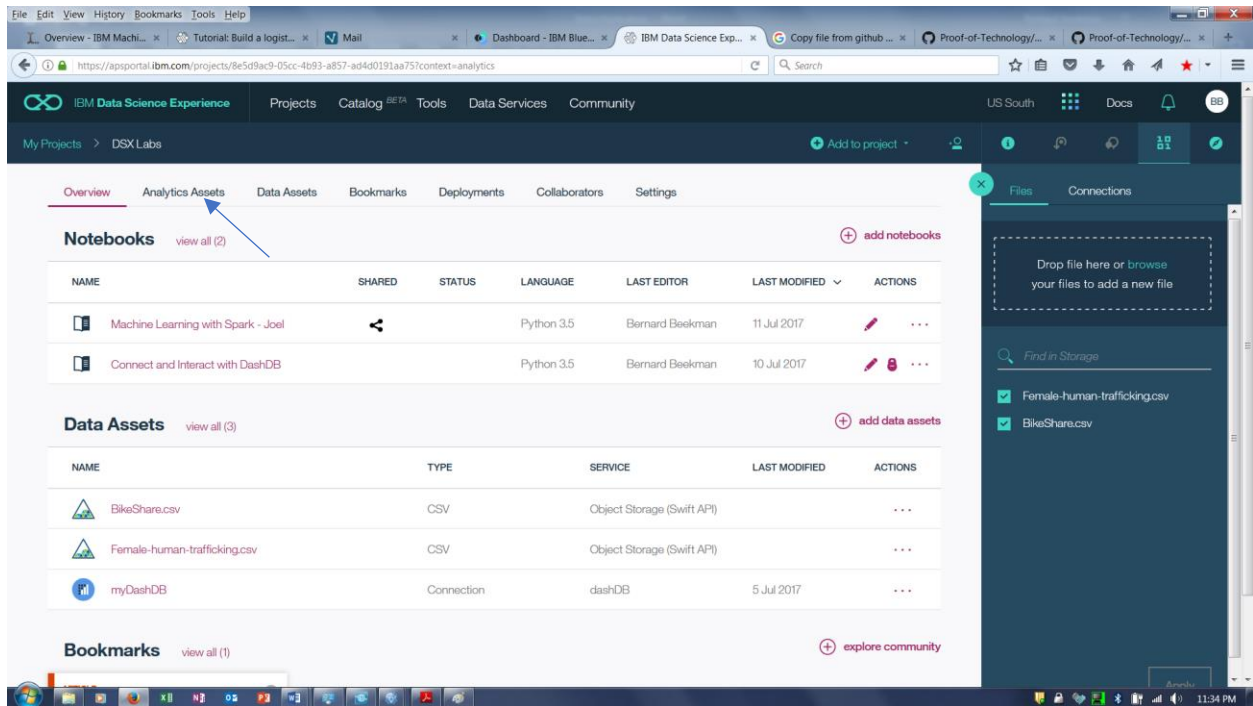 File Edit View History Bookmarks Tools Help
Overview - IBM Machi... × Tutorial: Build a logist... × Mail × Dashboard - IBM Blue... × IBM Data Science Exp... × Copy file from github ... × Proof-of-Technology/... × Proof-of-Technology/... × +
https://apsportal.ibm.com/projects/8e5d9ac9-05cc-4b93-a857-ad4d0191aa75?context=analytics Search
IBM Data Science Experience Projects Catalog BETA Tools Data Services Community US South Docs BB
My Projects > DSX Labs Add to project
Overview Analytics Assets Data Assets Bookmarks Deployments Collaborators Settings Files Connections
Notebooks view all (2) add notebooks
Drop file here or browse
your files to add a new file
NAME SHARED STATUS LANGUAGE LAST EDITOR LAST MODIFIED ACTIONS
Machine Learning with Spark - Joel Python 3.5 Bernard Beekman 11 Jul 2017 ...
Connect and Interact with DashDB Python 3.5 Bernard Beekman 10 Jul 2017 ...
Find in Storage
Female-human-trafficking.csv
BikeShare.csv
Data Assets view all (3) add data assets
NAME TYPE SERVICE LAST MODIFIED ACTIONS
BikeShare.csv CSV Object Storage (Swift API) ...
Female-human-trafficking.csv CSV Object Storage (Swift API) ...
myDashDB Connection dashDB 5 Jul 2017 ...
Bookmarks view all (1) explore community
Apply
11:34 PM